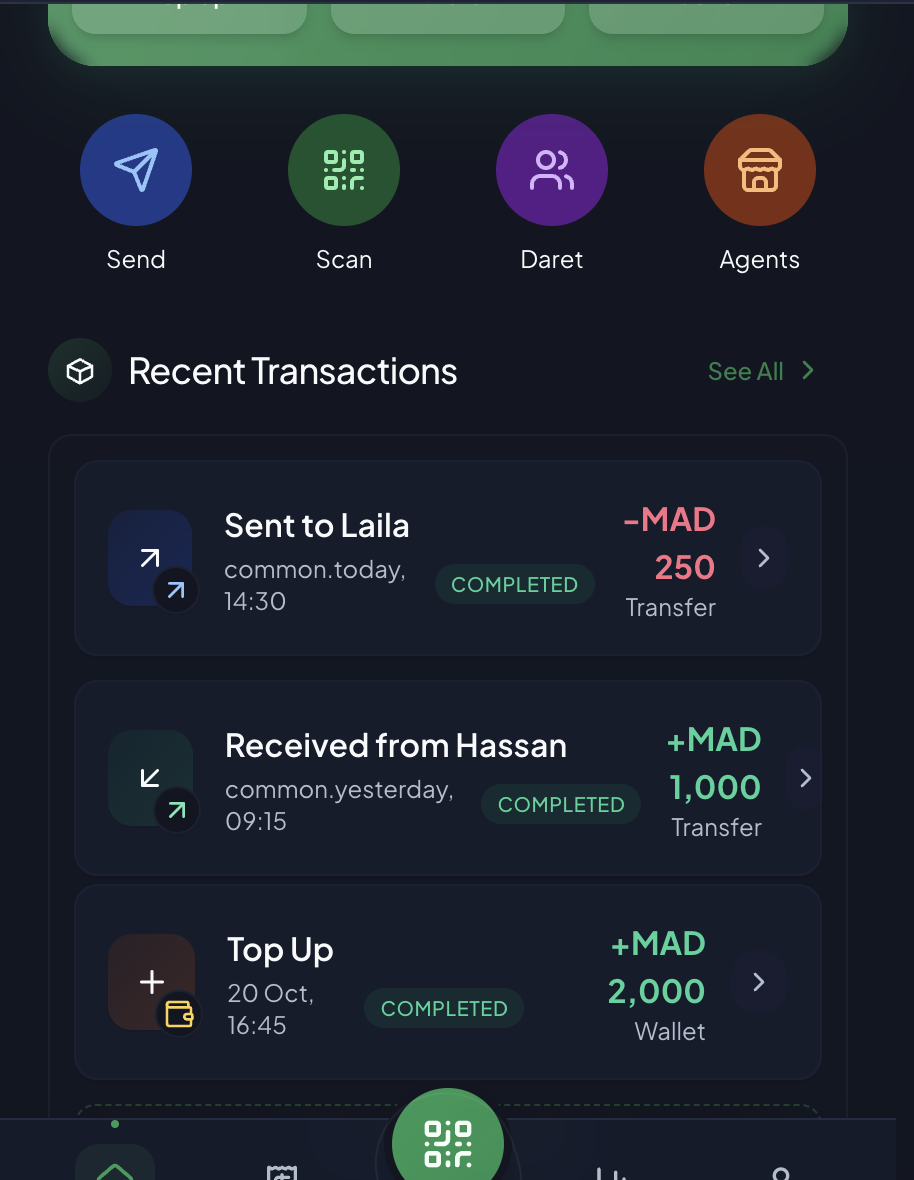 Send
Scan
Daret
Agents
Recent Transactions
See All
Sent to Laila
common.today,
14:30
COMPLETED
-MAD
250
Transfer
Received from Hassan
common.yesterday,
09:15
COMPLETED
+MAD
1,000
Transfer
Top Up
20 Oct,
16:45
COMPLETED
+MAD
2,000
Wallet